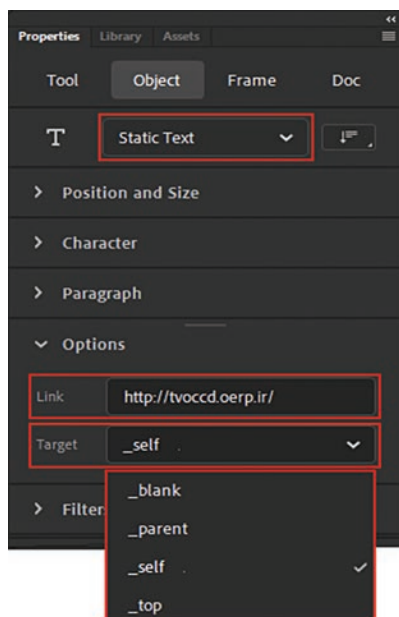 Properties Library Assets
Tool Object Frame Doc
T Static Text
Position and Size
Character
Paragraph
Options
Link http://tvoccd.oerp.ir/
Target _self
Filter
_blank
_parent
_self
_top